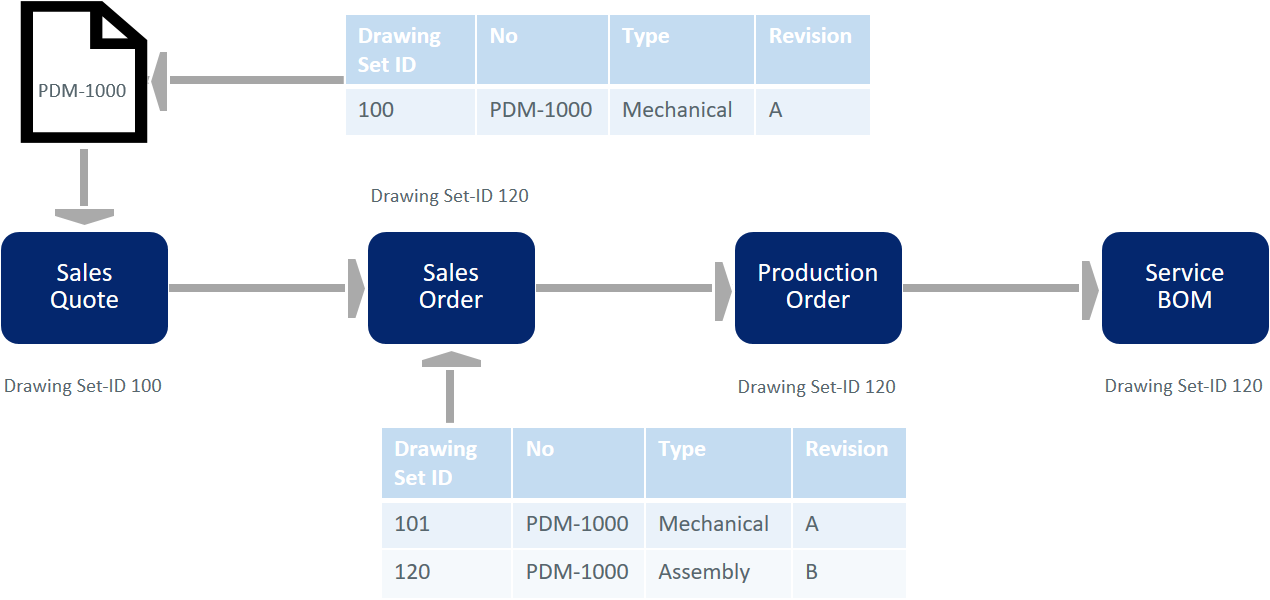 PDM-1000
Drawing Set ID No Type Revision
100 PDM-1000 Mechanical A
Drawing Set-ID 120
Sales
Quote
Sales
Order
Production
Order
Service
BOM
Drawing Set-ID 100
Drawing Set-ID 120
Drawing Set-ID 120
Drawing Set ID No Type Revision
101 PDM-1000 Mechanical A
120 PDM-1000 Assembly B